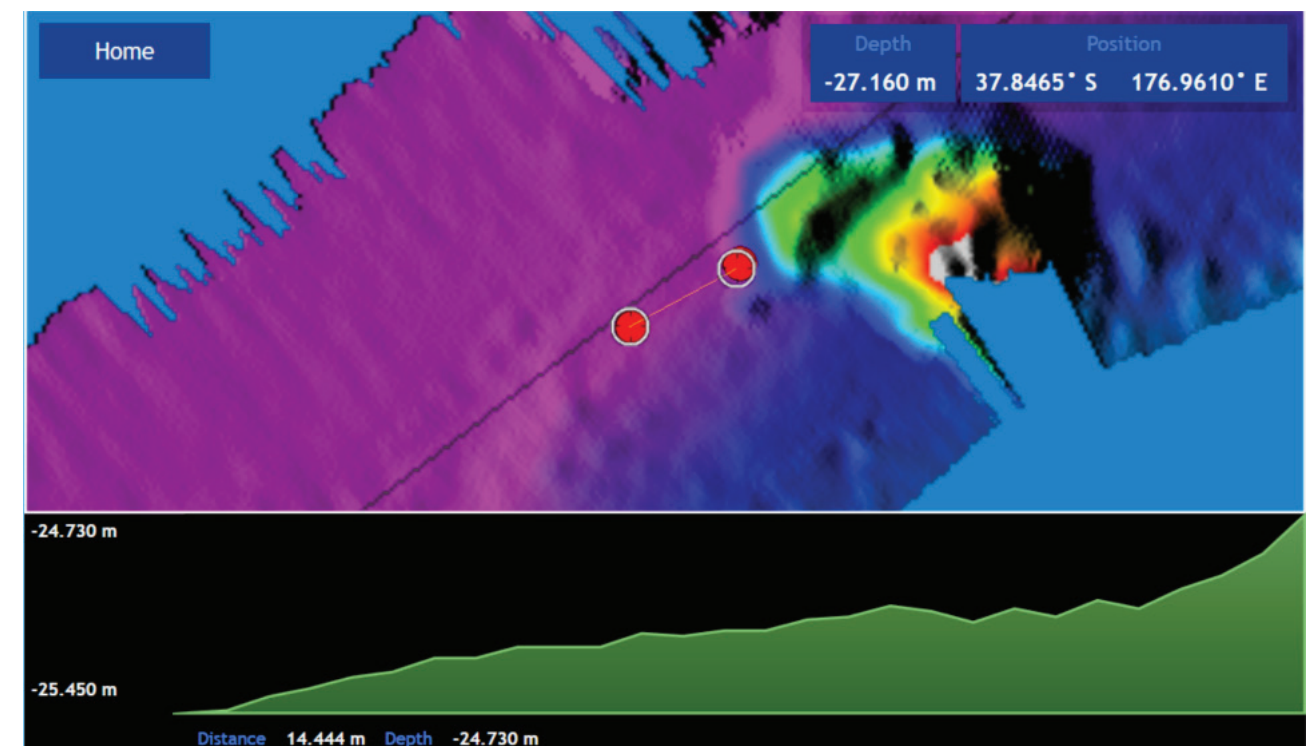 Home
Depth
Position
-27.160 m
37.8465° S 176.9610° E
-24.730 m
-25.450 m
Distance 14.444 m Depth -24.730 m